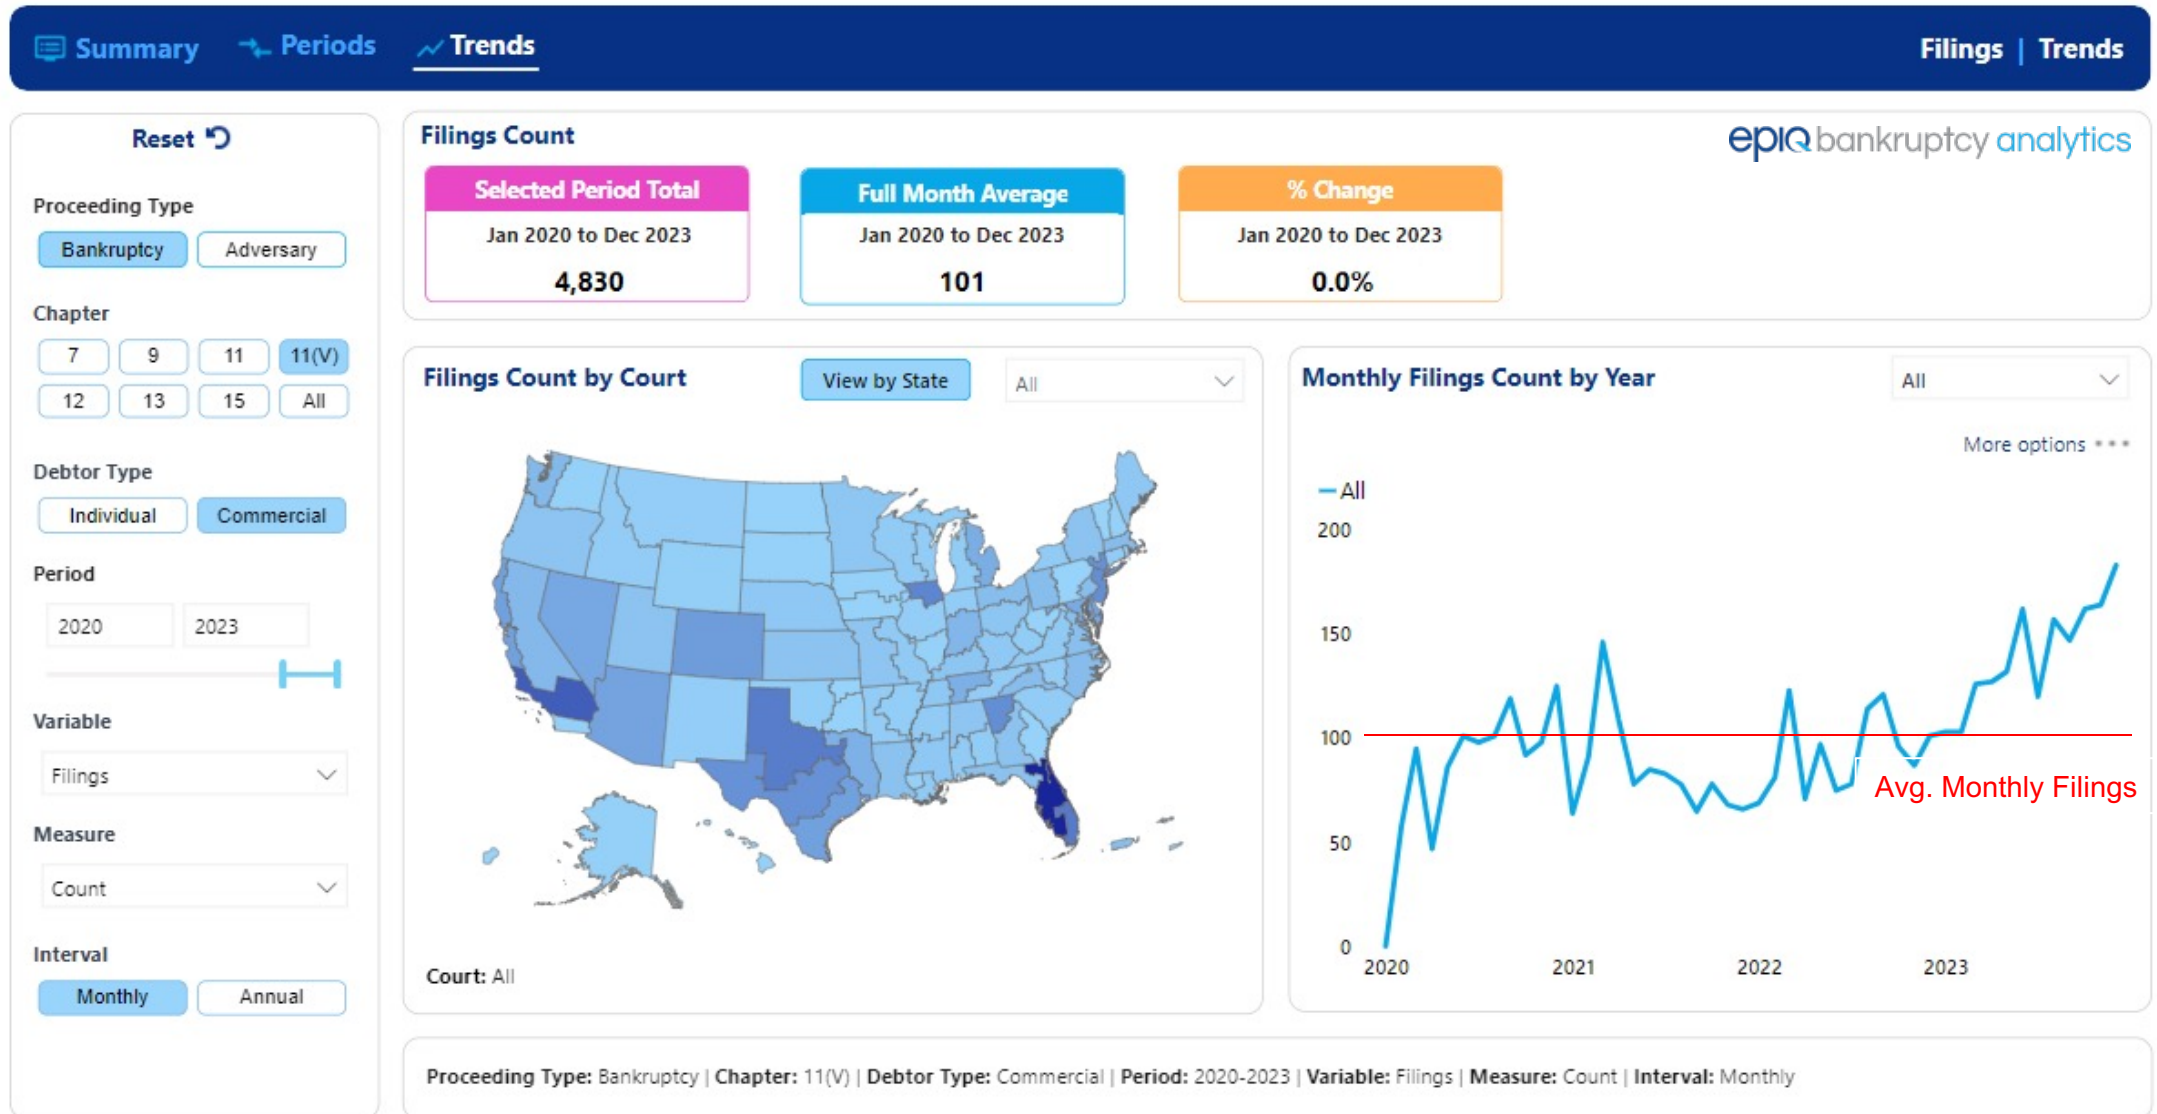 Summary Periods Trends Filings | Trends
Reset
Proceeding Type
Bankruptcy Adversary
Chapter
7 9 11 11(V)
12 13 15 All
Debtor Type
Individual Commercial
Period
2020 2023
Variable
Filings
Measure
Count
Interval
Monthly Annual
Filings Count
epiq bankruptcy analytics
Selected Period Total
Jan 2020 to Dec 2023
4,830
Full Month Average
Jan 2020 to Dec 2023
101
% Change
Jan 2020 to Dec 2023
0.0%
Filings Count by Court View by State All
Court: All
Monthly Filings Count by Year All
More options
All
200
150
100
50
0
Avg. Monthly Filings
2020 2021 2022 2023
Proceeding Type: Bankruptcy | Chapter: 11(V) | Debtor Type: Commercial | Period: 2020-2023 | Variable: Filings | Measure: Count | Interval: Monthly